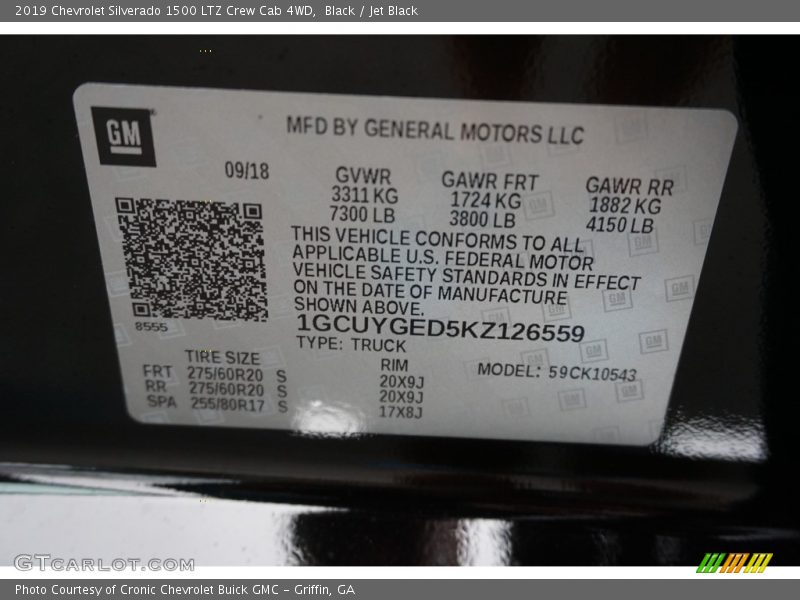 2019 Chevrolet Silverado 1500 LTZ Crew Cab 4WD, Black / Jet Black
GM
MFD BY GENERAL MOTORS LLC
09/18
GVWR GAWR FRT GAWR RR
3311 KG 1724 KG 1882 KG
7300 LB 3800 LB 4150 LB
THIS VEHICLE CONFORMS TO ALL
APPLICABLE U.S. FEDERAL MOTOR
VEHICLE SAFETY STANDARDS IN EFFECT
ON THE DATE OF MANUFACTURE
SHOWN ABOVE.
8555
1GCUYGED5KZ126559
TYPE: TRUCK
TIRE SIZE RIM MODEL: 59CK10543
FRT 275/60R20 S 20X9J
RR 275/60R20 S 20X9J
SPA 255/80R17 S 17X8J
GTcarlot.com
Photo Courtesy of Cronic Chevrolet Buick GMC – Griffin, GA